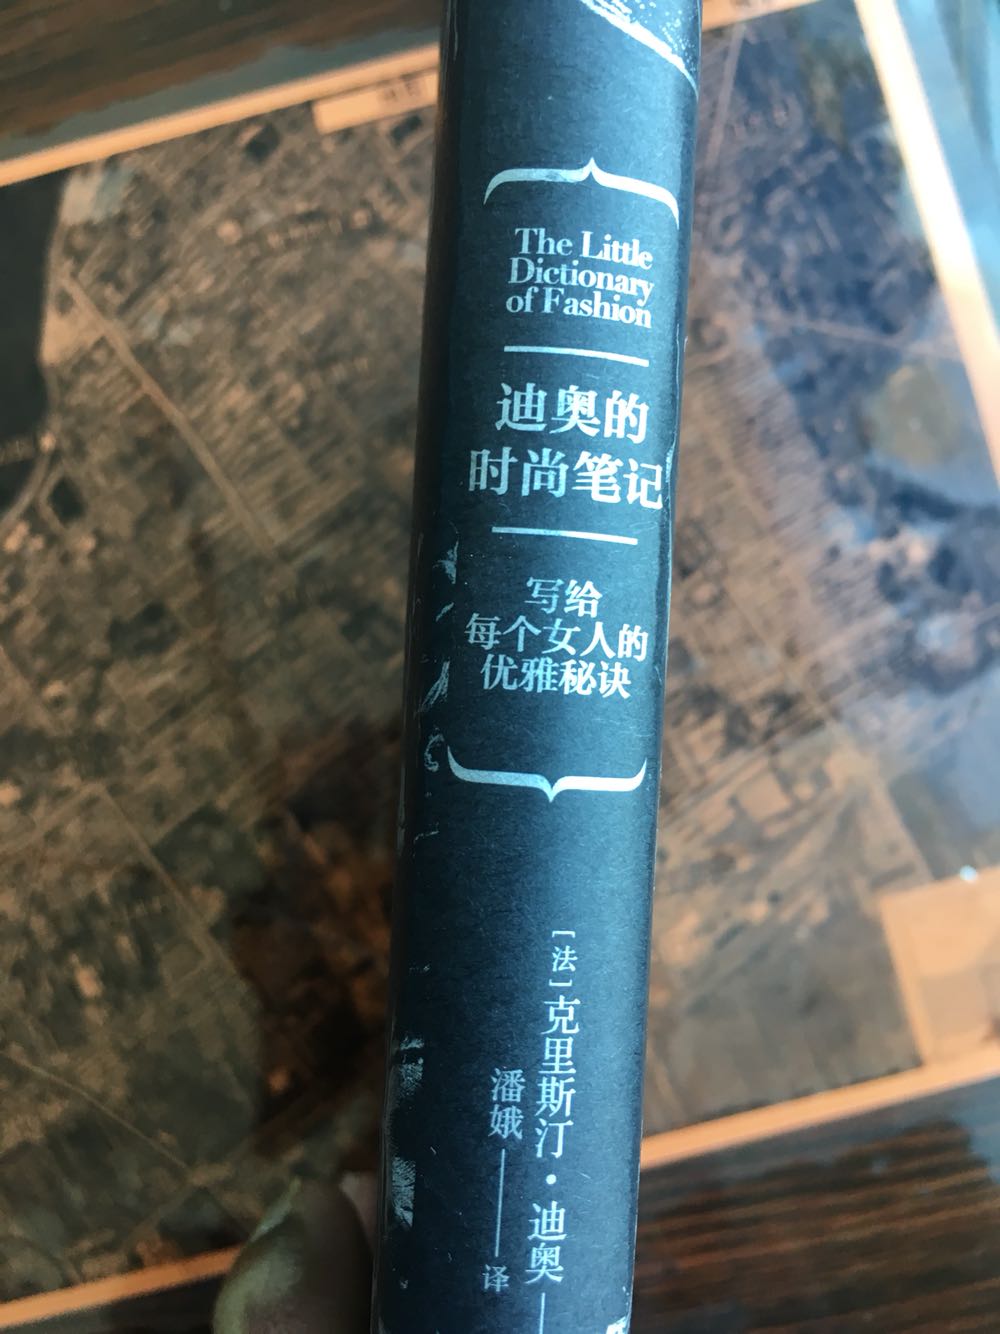 The Little
Dictionary
of Fashion
迪奥的
时尚笔记
写给
每个女人的
优雅秘诀
[法]克里斯汀·迪奥
潘娥 译